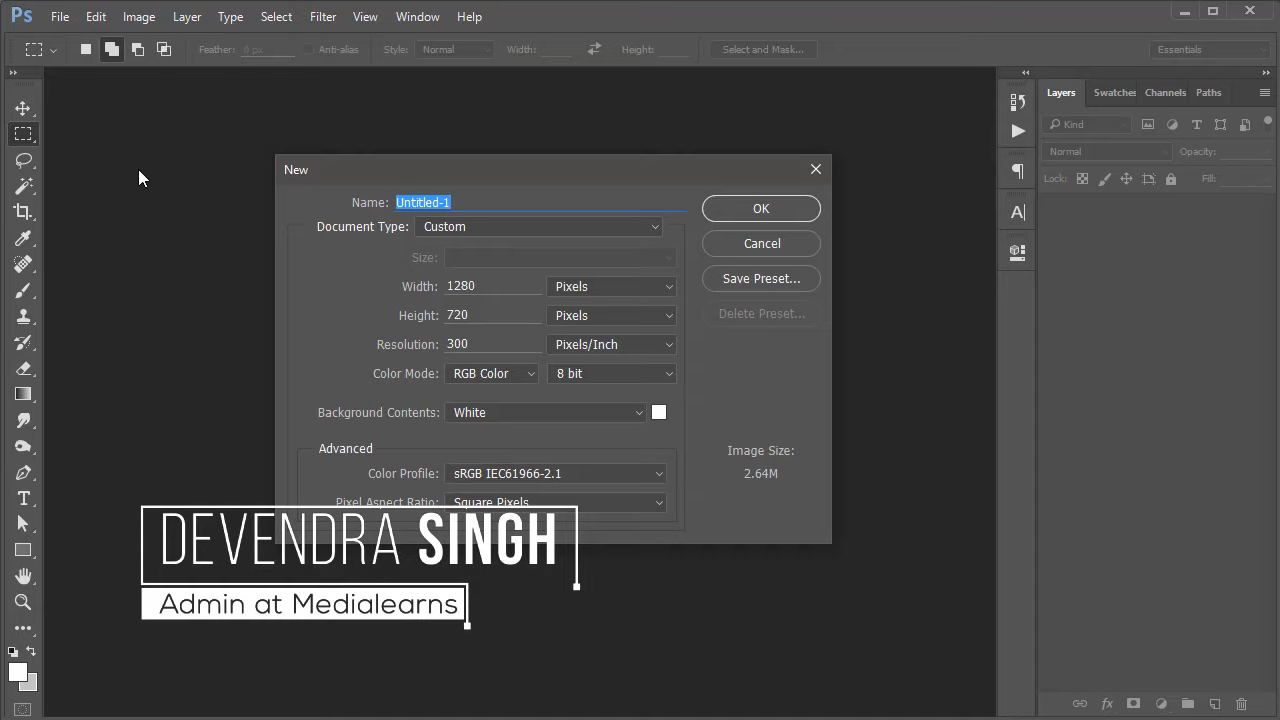 Ps File Edit Image Layer Type Select Filter View Window Help
Feather: 0 px Anti-alias Style: Normal Width: Height: Select and Mask... Essentials
Layers Swatches Channels Paths
Kind
Normal Opacity:
Lock: Fill:
New
Name: Untitled-1
OK
Document Type: Custom
Cancel
Size:
Save Preset...
Width: 1280 Pixels
Height: 720 Pixels
Delete Preset...
Resolution: 300 Pixels/Inch
Color Mode: RGB Color 8 bit
Background Contents: White
Advanced
Image Size:
Color Profile: sRGB IEC61966-2.1
2.64M
Pixel Aspect Ratio: Square Pixels
DEVENDRA SINGH
Admin at Medialearns